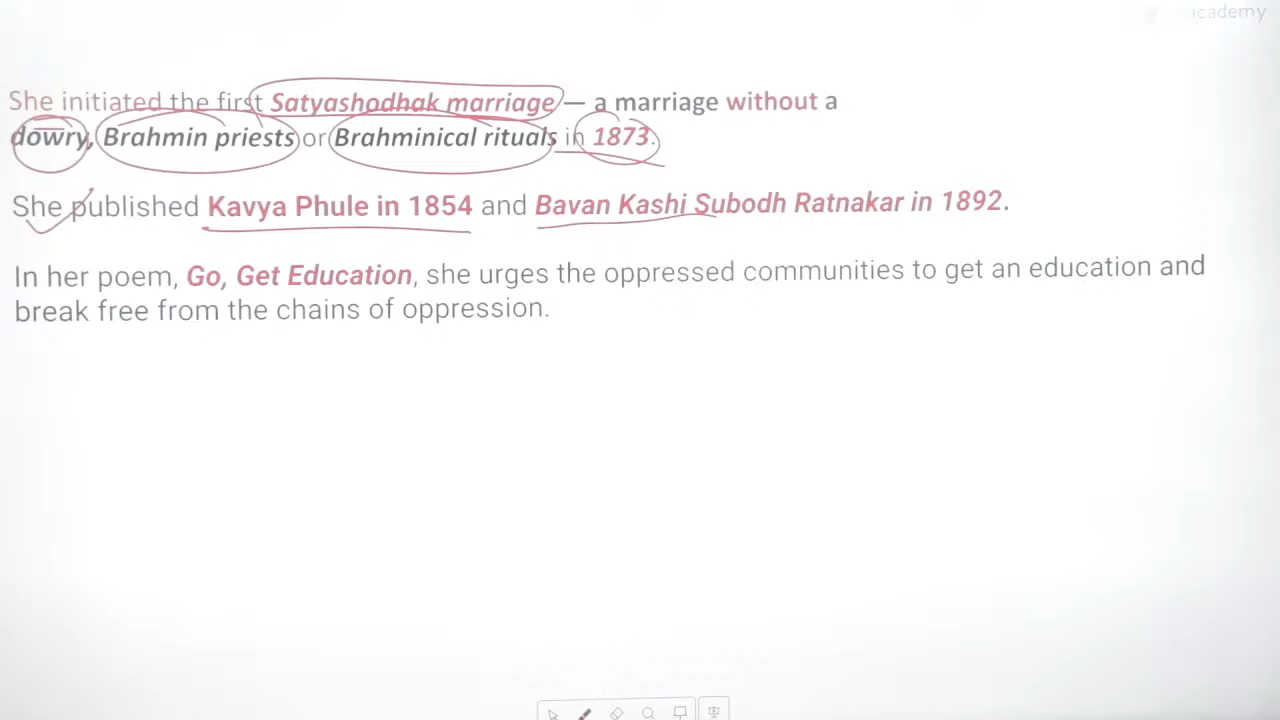 academy
She initiated the first Satyashodhak marriage — a marriage without a
dowry, Brahmin priests or Brahminical rituals in 1873.
She published Kavya Phule in 1854 and Bavan Kashi Subodh Ratnakar in 1892.
In her poem, Go, Get Education, she urges the oppressed communities to get an education and
break free from the chains of oppression.